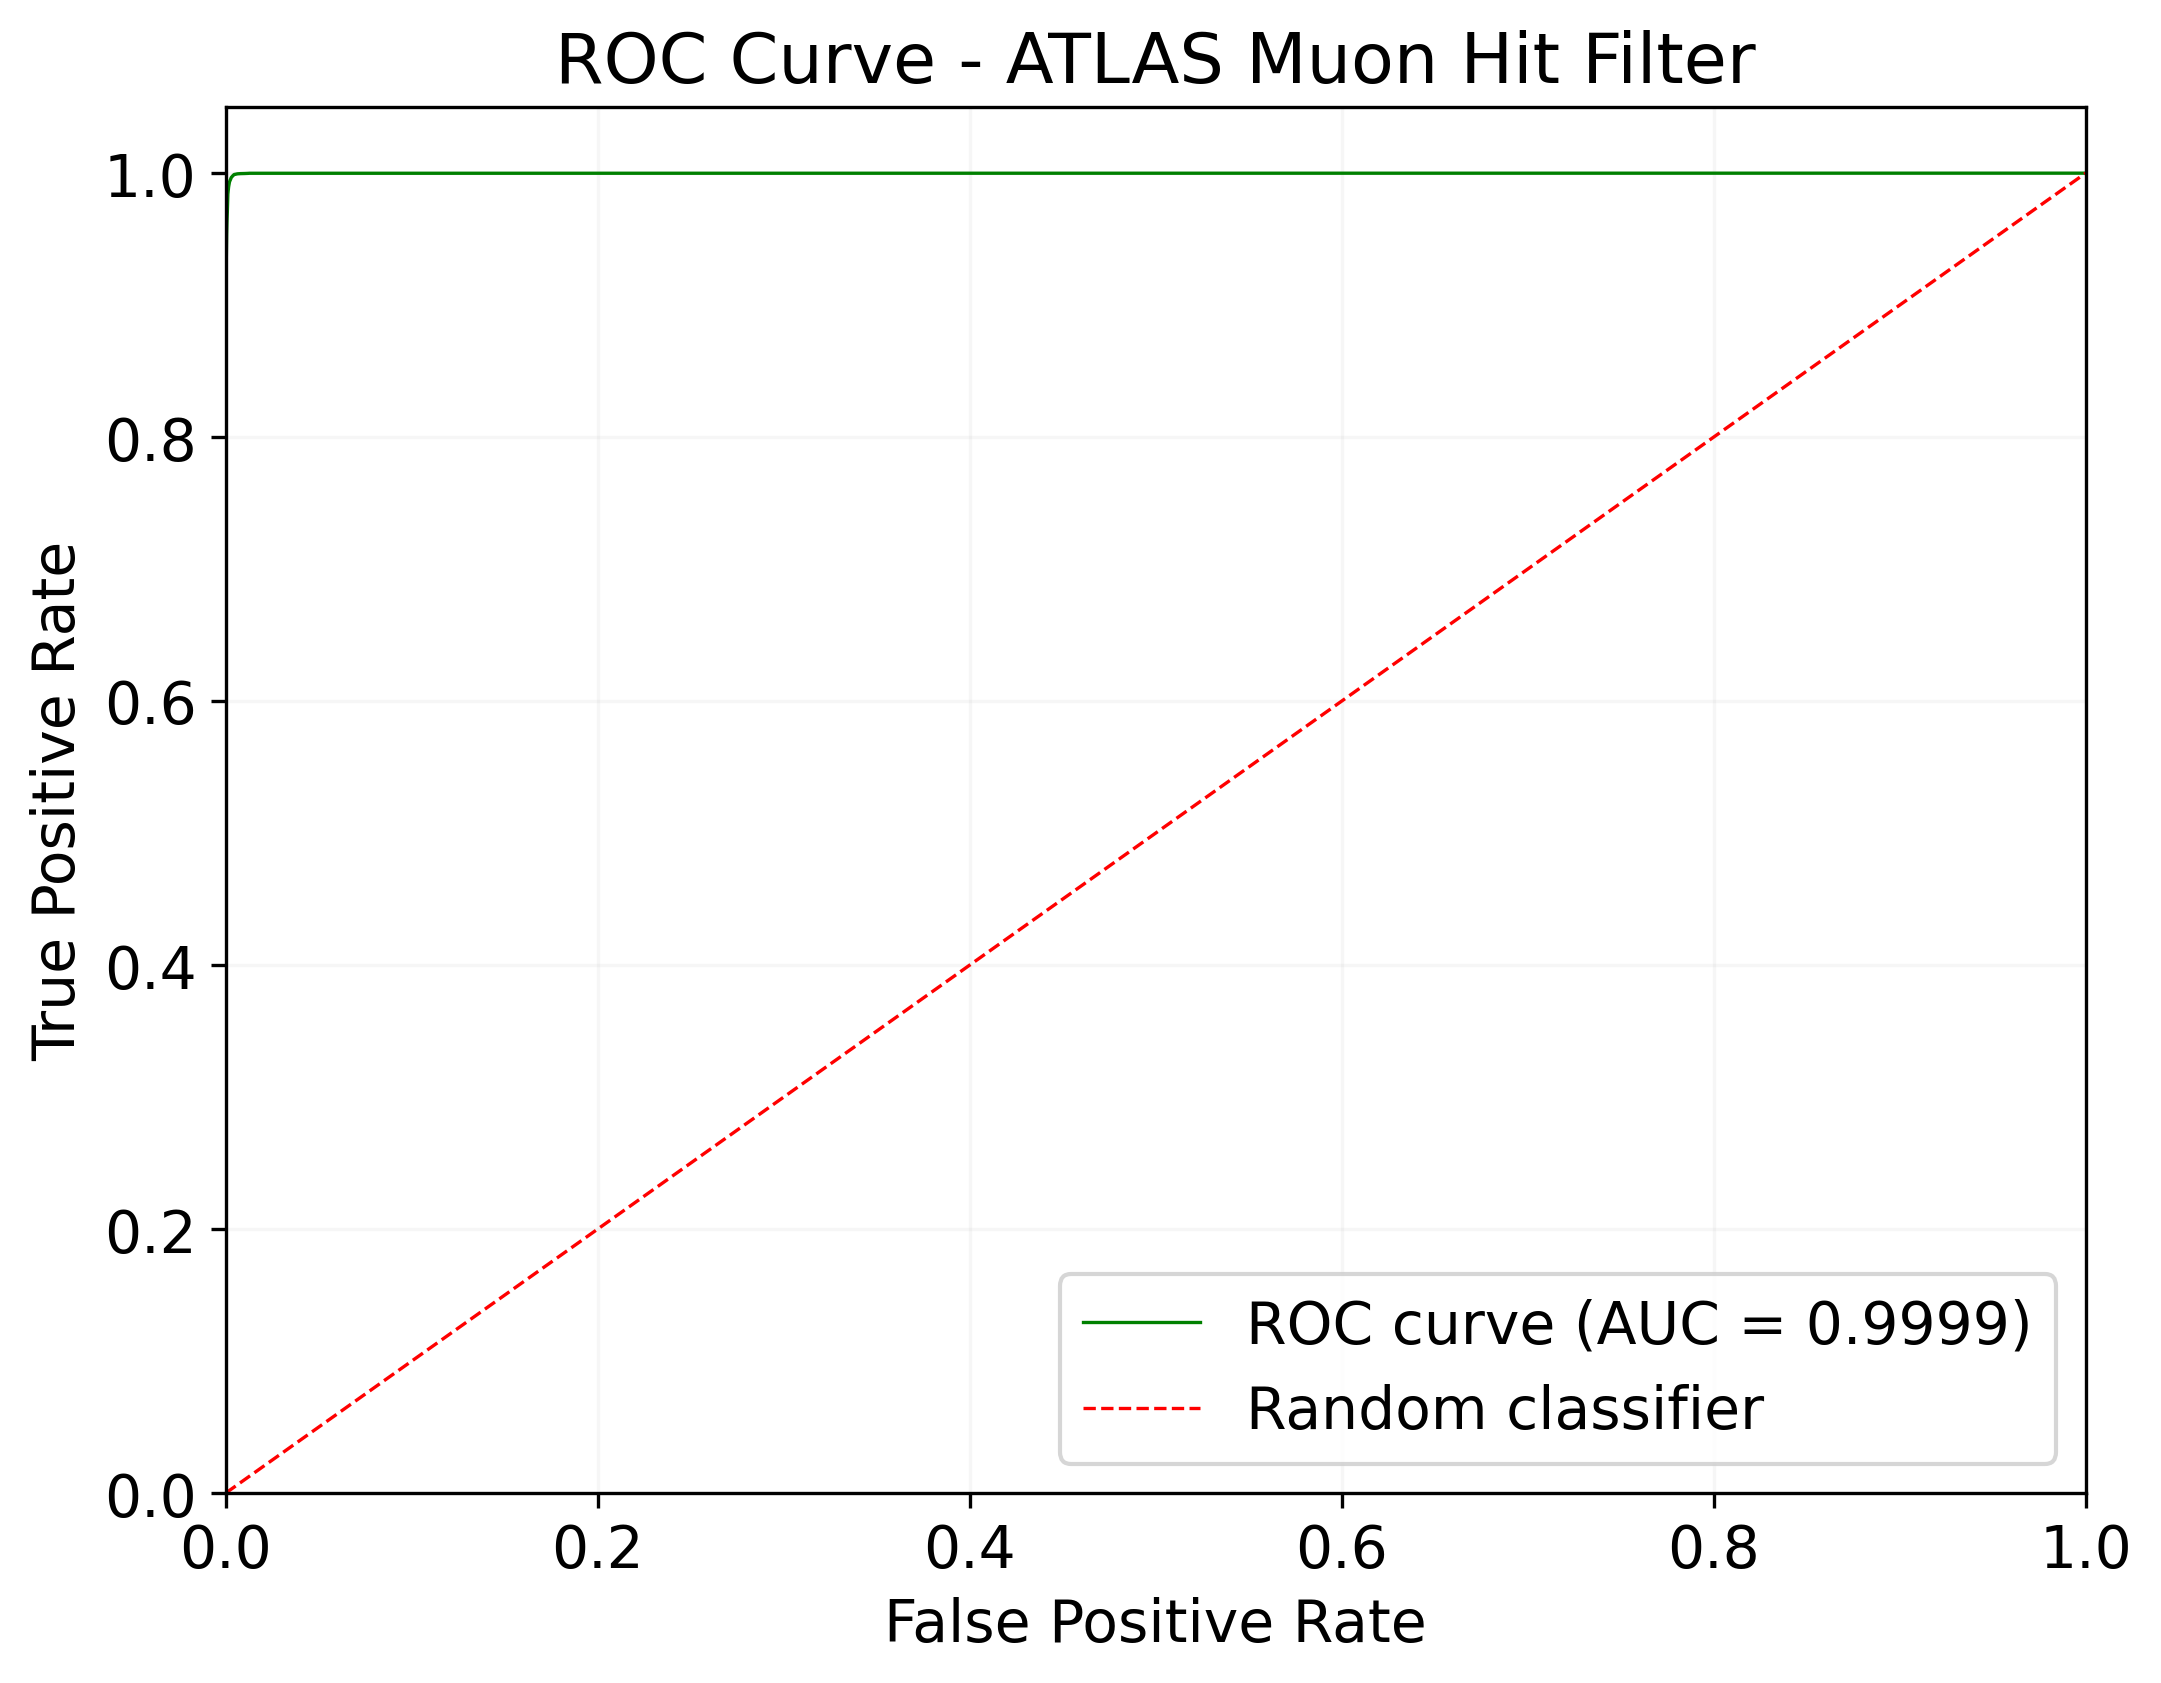 ROC Curve - ATLAS Muon Hit Filter
True Positive Rate
1.0
0.8
0.6
0.4
0.2
0.0
ROC curve (AUC = 0.9999)
Random classifier
0.0 0.2 0.4 0.6 0.8 1.0
False Positive Rate